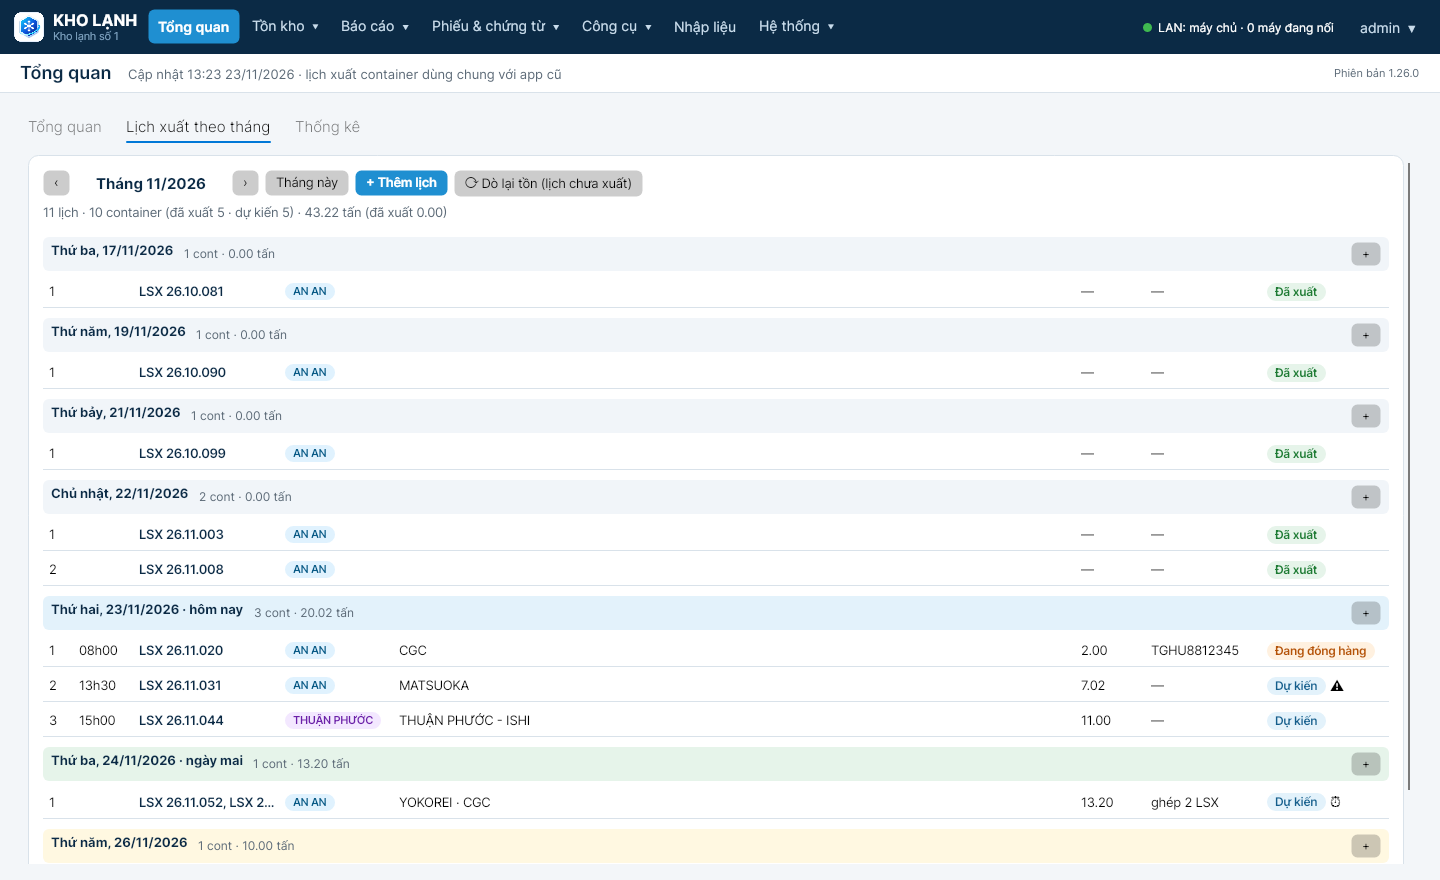 KHO LẠNH
Kho lạnh số 1
Tổng quan
Tồn kho ▾
Báo cáo ▾
Phiếu & chứng từ ▾
Công cụ ▾
Nhập liệu
Hệ thống ▾
LAN: máy chủ · 0 máy đang nối
admin ▾
Tổng quan
Cập nhật 13:23 23/11/2026 · lịch xuất container dùng chung với app cũ
Phiên bản 1.26.0
Tổng quan
Lịch xuất theo tháng
Thống kê
‹ Tháng 11/2026 › Tháng này + Thêm lịch ⟳ Dò lại tồn (lịch chưa xuất)
11 lịch · 10 container (đã xuất 5 · dự kiến 5) · 43.22 tấn (đã xuất 0.00)
Thứ ba, 17/11/2026 1 cont · 0.00 tấn +
1 LSX 26.10.081 AN AN — — Đã xuất
Thứ năm, 19/11/2026 1 cont · 0.00 tấn +
1 LSX 26.10.090 AN AN — — Đã xuất
Thứ bảy, 21/11/2026 1 cont · 0.00 tấn +
1 LSX 26.10.099 AN AN — — Đã xuất
Chủ nhật, 22/11/2026 2 cont · 0.00 tấn +
1 LSX 26.11.003 AN AN — — Đã xuất
2 LSX 26.11.008 AN AN — — Đã xuất
Thứ hai, 23/11/2026 · hôm nay 3 cont · 20.02 tấn +
1 08h00 LSX 26.11.020 AN AN CGC 2.00 TGHU8812345 Đang đóng hàng
2 13h30 LSX 26.11.031 AN AN MATSUOKA 7.02 — Dự kiến ⚠
3 15h00 LSX 26.11.044 THUẬN PHƯỚC THUẬN PHƯỚC - ISHI 11.00 — Dự kiến
Thứ ba, 24/11/2026 · ngày mai 1 cont · 13.20 tấn +
1 LSX 26.11.052, LSX 2... AN AN YOKOREI · CGC 13.20 ghép 2 LSX Dự kiến ⏰
Thứ năm, 26/11/2026 1 cont · 10.00 tấn +